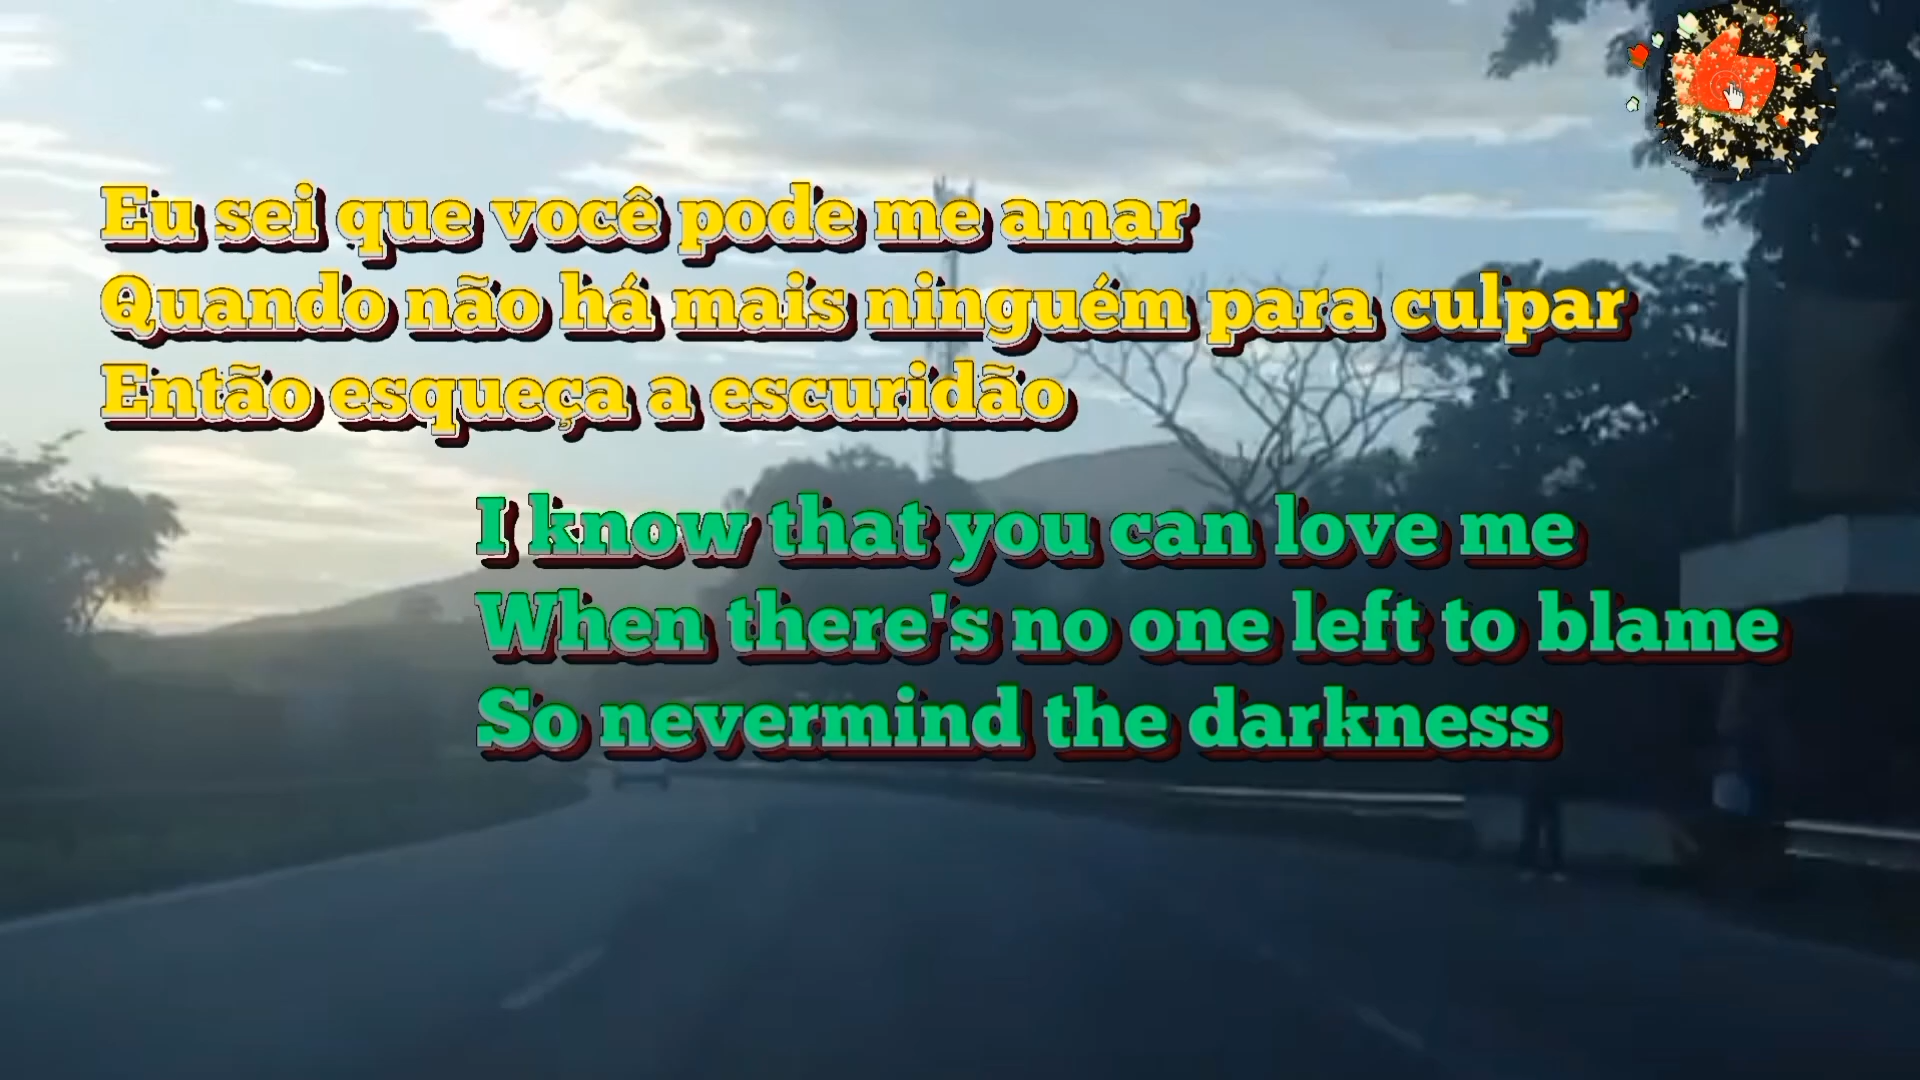 Eu sei que você pode me amar
Quando não há mais ninguém para culpar
Então esqueça a escuridão
I know that you can love me
When there's no one left to blame
So nevermind the darkness